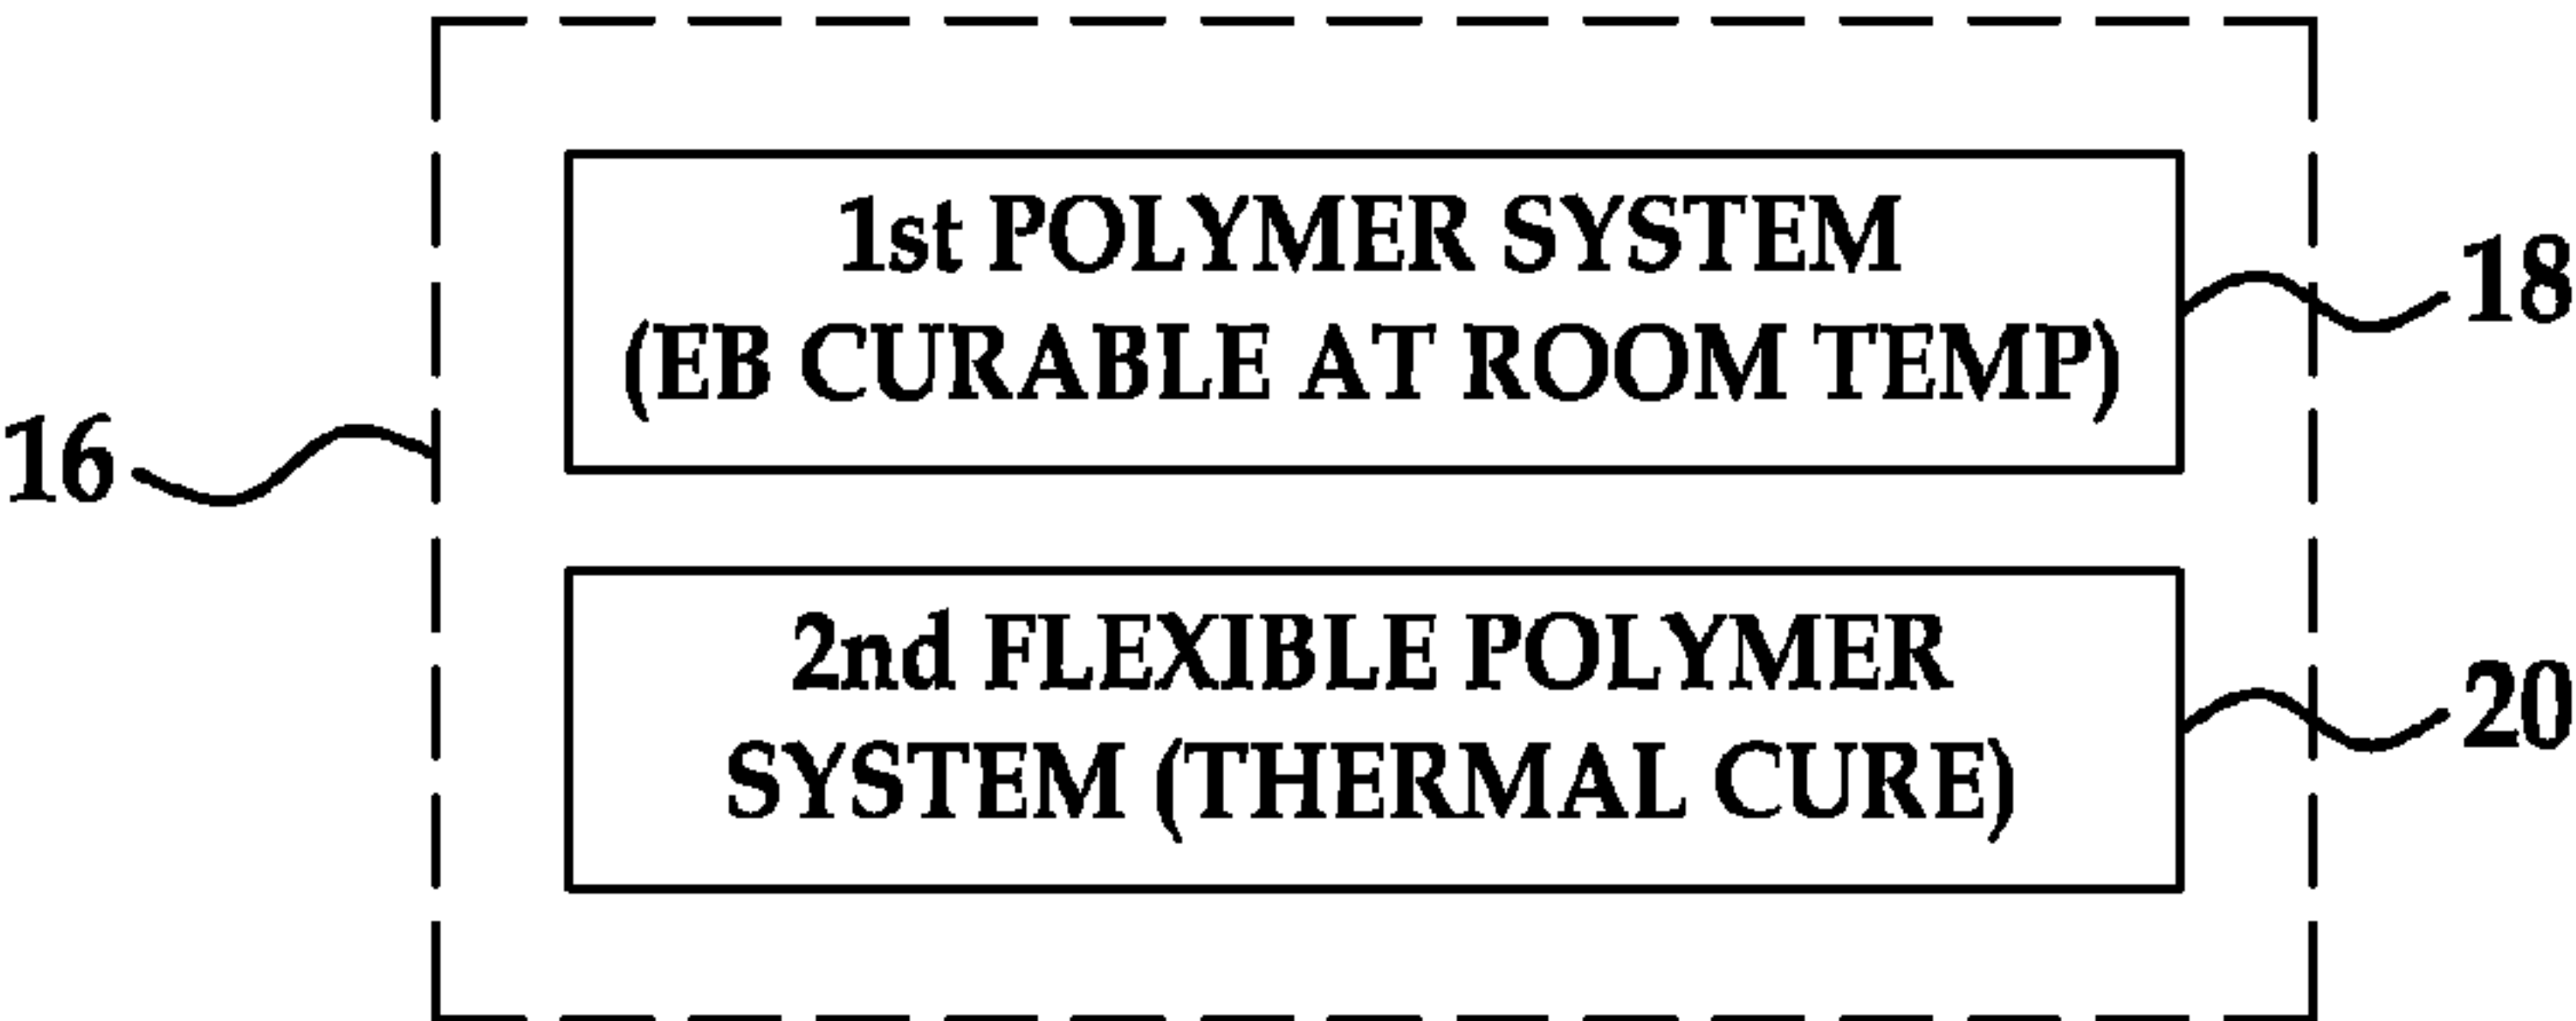 1st POLYMER SYSTEM
(EB CURABLE AT ROOM TEMP)
18
16
2nd FLEXIBLE POLYMER
SYSTEM (THERMAL CURE)
20